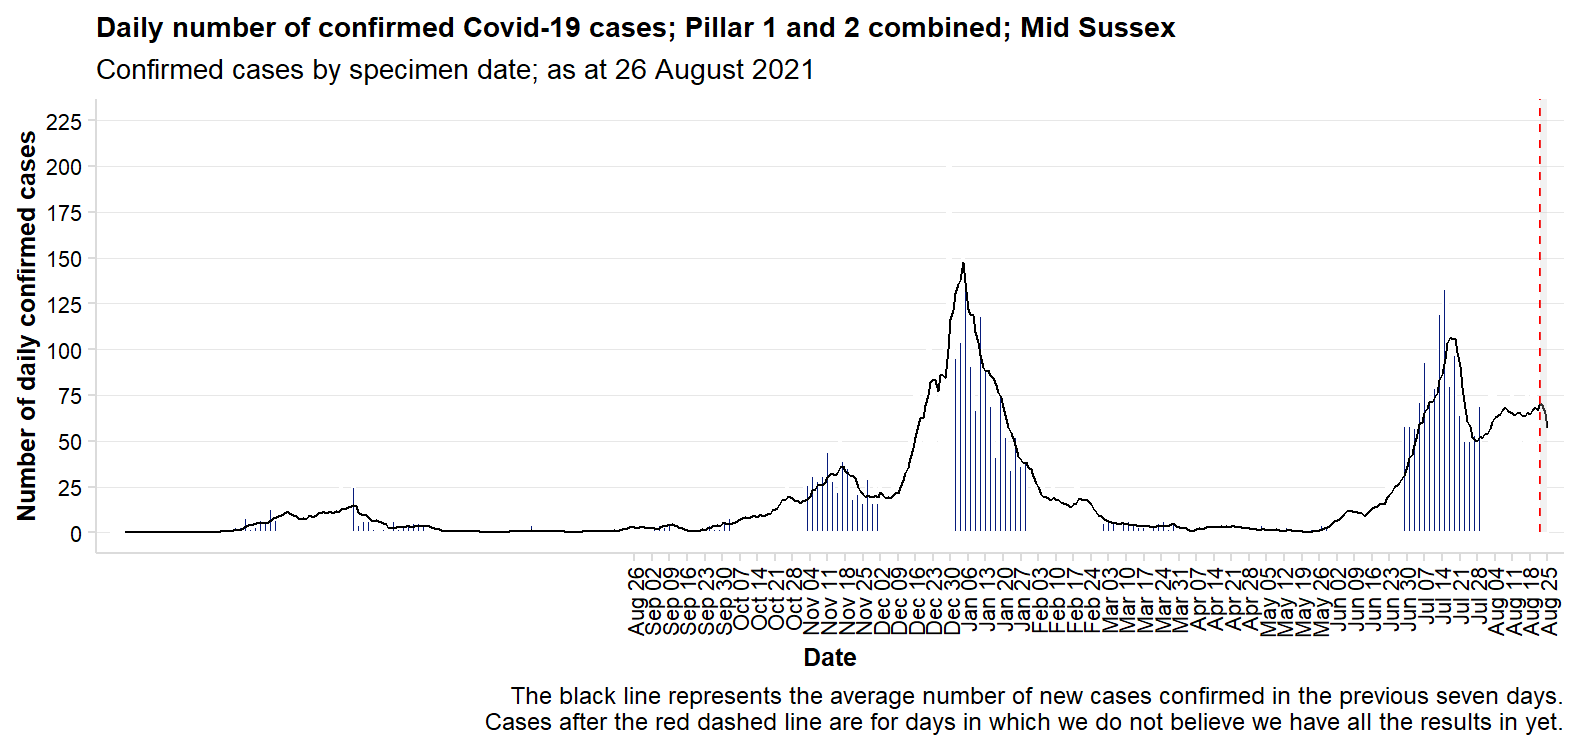 Daily number of confirmed Covid-19 cases; Pillar 1 and 2 combined; Mid Sussex
Confirmed cases by specimen date; as at 26 August 2021
Number of daily confirmed cases
225
200
175
150
125
100
75
50
25
0
Aug 26
Sep 02
Sep 09
Sep 16
Sep 23
Sep 30
Oct 07
Oct 14
Oct 21
Oct 28
Nov 04
Nov 11
Nov 18
Nov 25
Dec 02
Dec 09
Dec 16
Dec 23
Dec 30
Jan 06
Jan 13
Jan 20
Jan 27
Feb 03
Feb 10
Feb 17
Feb 24
Mar 03
Mar 10
Mar 17
Mar 24
Mar 31
Apr 07
Apr 14
Apr 21
Apr 28
May 05
May 12
May 19
May 26
Jun 02
Jun 09
Jun 16
Jun 23
Jun 30
Jul 07
Jul 14
Jul 21
Jul 28
Aug 04
Aug 11
Aug 18
Aug 25
Date
The black line represents the average number of new cases confirmed in the previous seven days.
Cases after the red dashed line are for days in which we do not believe we have all the results in yet.